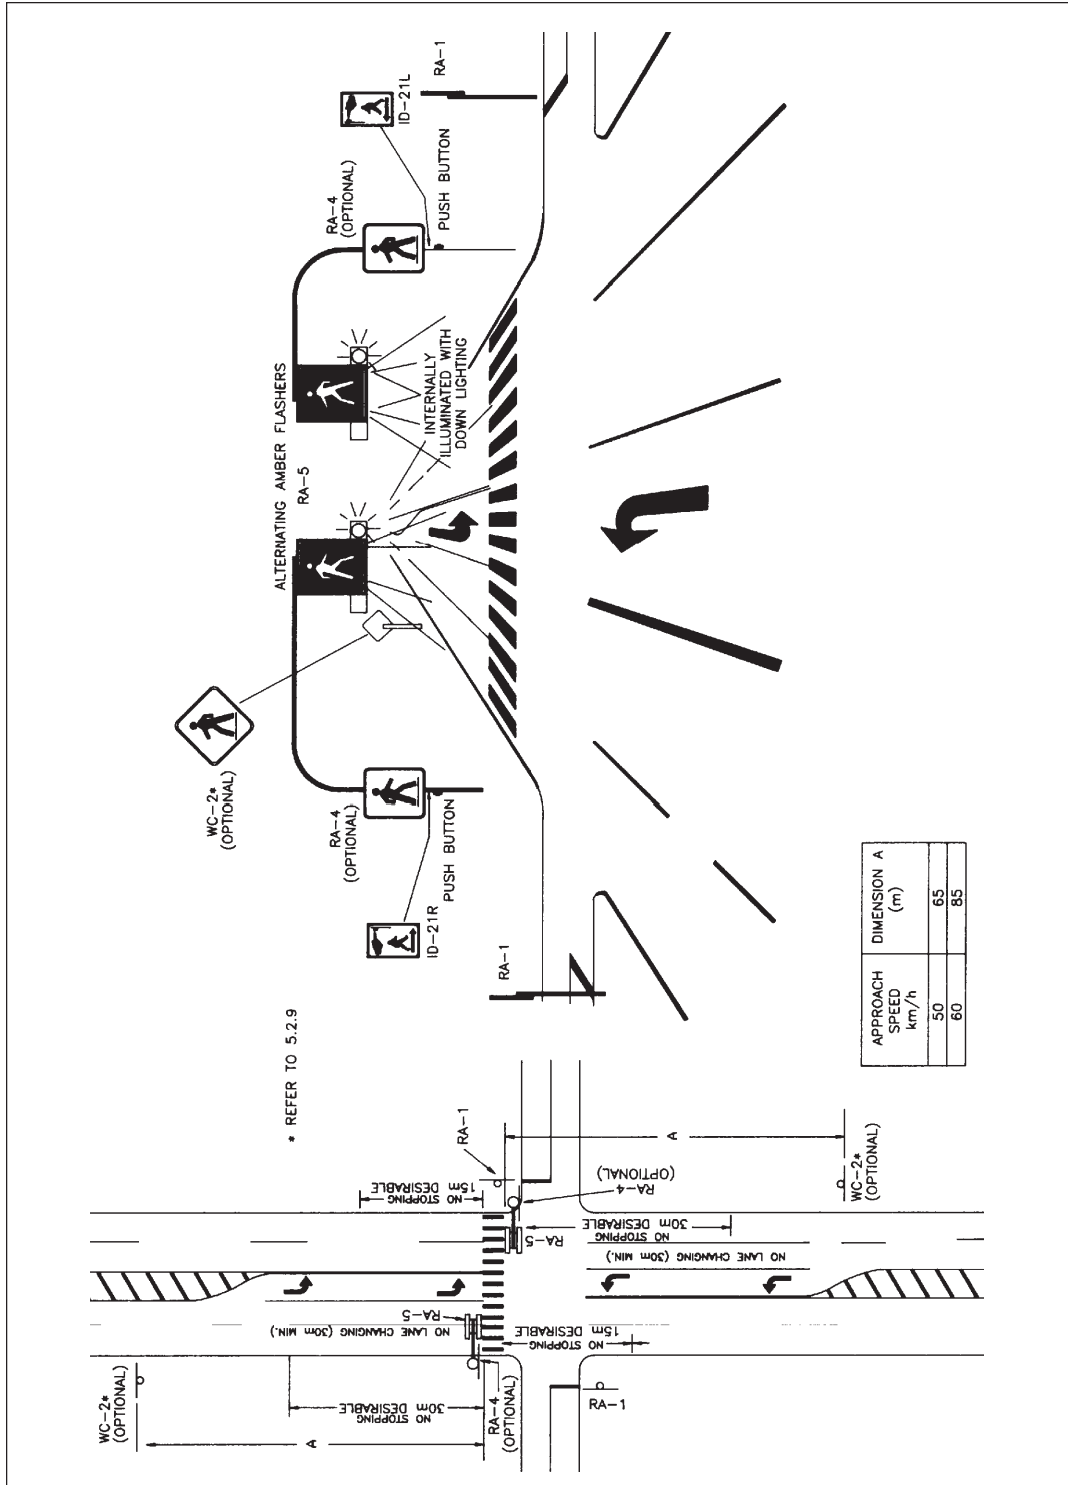 ALTERNATING AMBER FLASHERS
RA-5
WC-2*
(OPTIONAL)
RA-4
(OPTIONAL)
RA-4
(OPTIONAL)
INTERNALLY
ILLUMINATED WITH
DOWN LIGHTING
PUSH BUTTON
PUSH BUTTON
ID-21R
ID-21L
RA-1
RA-1
* REFER TO 5.2.9
APPROACH
SPEED
km/h
DIMENSION A
(m)
50
65
60
85
WC-2*
(OPTIONAL)
A
NO STOPPING
30m DESIRABLE
RA-4
(OPTIONAL)
RA-5
NO LANE CHANGING (30m MIN.)
NO STOPPING
15m DESIRABLE
RA-1
NO STOPPING
15m DESIRABLE
RA-1
RA-4
(OPTIONAL)
RA-5
NO STOPPING
30m DESIRABLE
NO LANE CHANGING (30m MIN.)
A
WC-2*
(OPTIONAL)